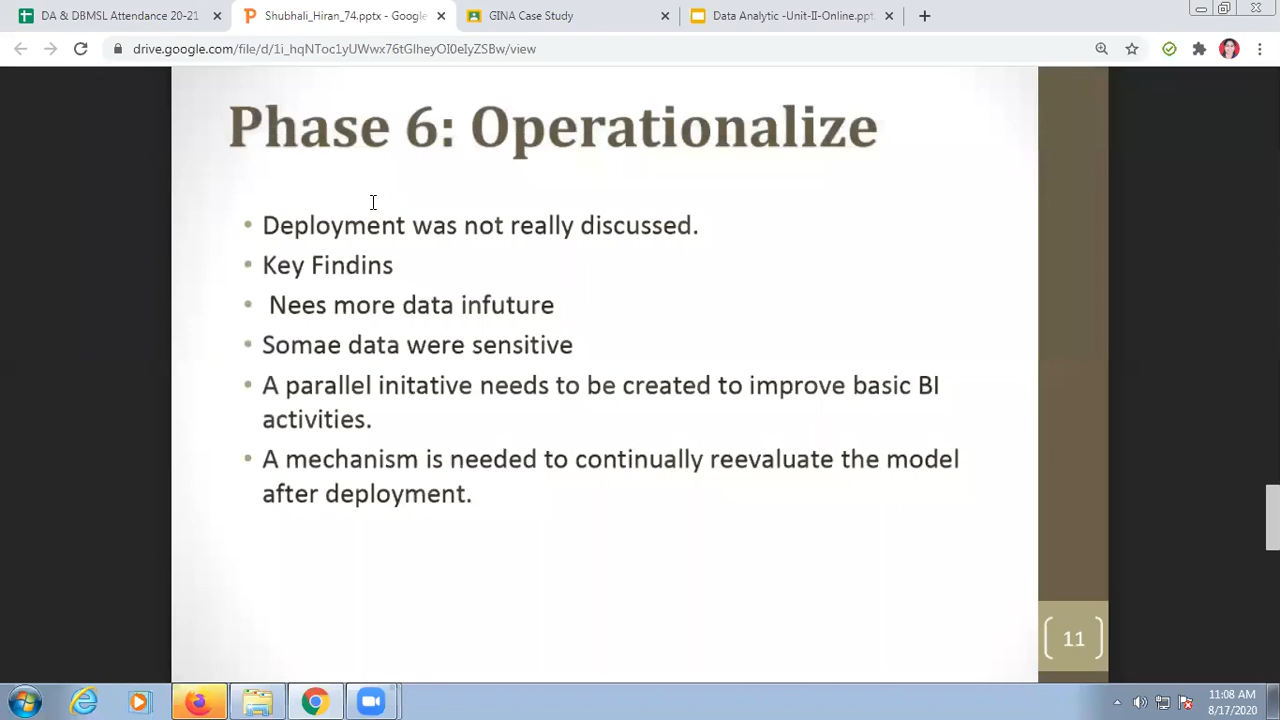 DA & DBMSL Attendance 20-21
Shubhali_Hiran_74.pptx - Google
GINA Case Study
Data Analytic -Unit-II-Online.ppt.
drive.google.com/file/d/1i_hqNToc1yUWwx76tGlheyOI0eIyZSBw/view
Phase 6: Operationalize
• Deployment was not really discussed.
• Key Findins
• Nees more data infuture
• Somae data were sensitive
• A parallel initative needs to be created to improve basic BI
activities.
• A mechanism is needed to continually reevaluate the model
after deployment.
11
11:08 AM
8/17/2020